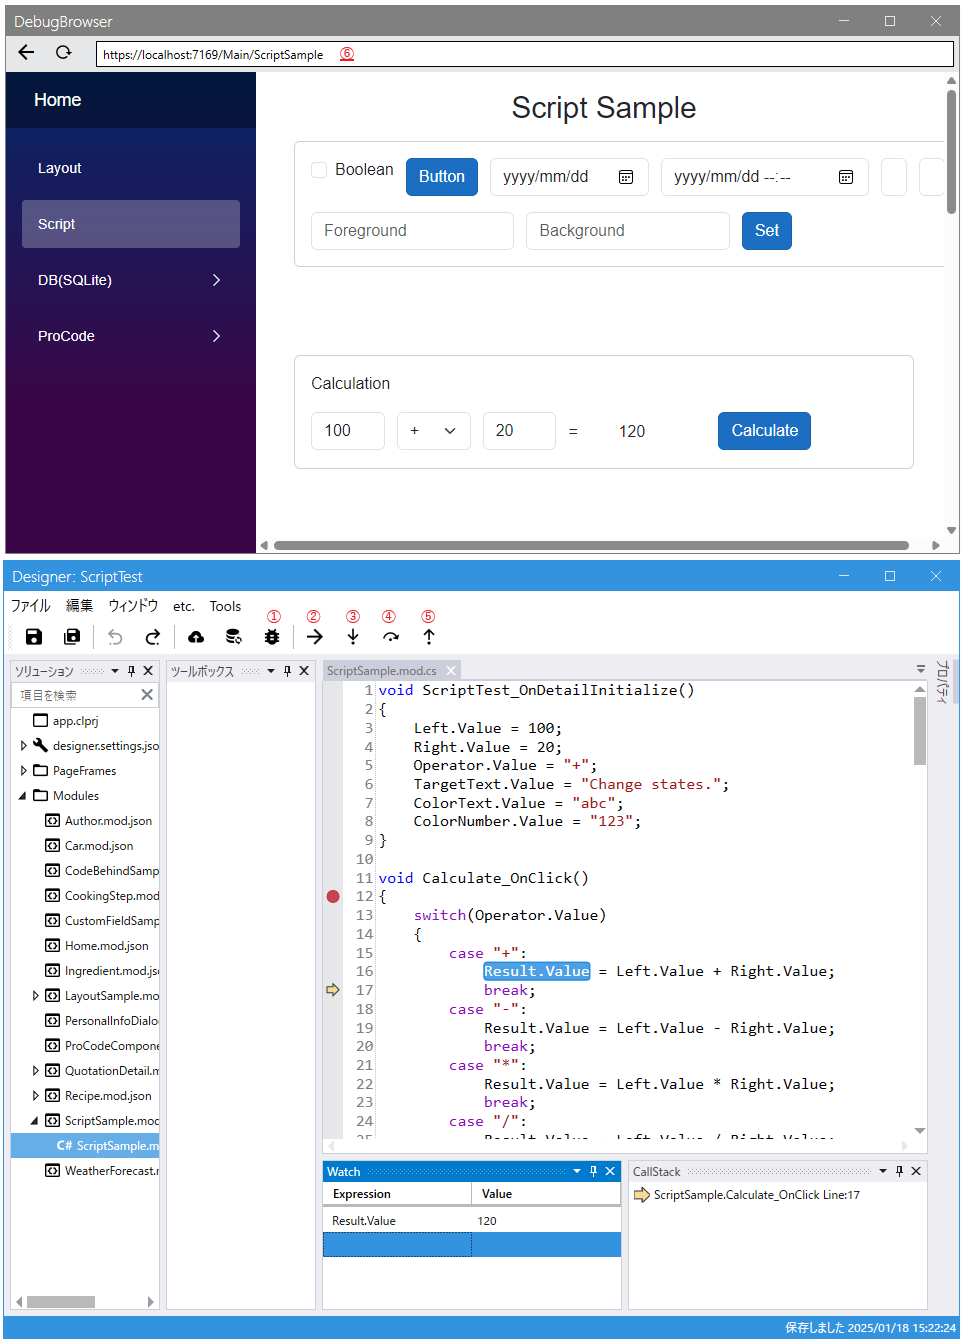 DebugBrowser
https://localhost:7169/Main/ScriptSample ⑥
Home
Layout
Script
DB(SQLite)
ProCode
Script Sample
Boolean Button yyyy/mm/dd yyyy/mm/dd --:--
Foreground Background Set
Calculation
100 + 20 = 120 Calculate
Designer: ScriptTest
ファイル 編集 ウィンドウ etc. Tools
① ② ③ ④ ⑤
ソリューション
項目を検索
app.clprj
designer.settings.jso
PageFrames
Modules
Author.mod.json
Car.mod.json
CodeBehindSamp
CookingStep.mod
CustomFieldSamp
Home.mod.json
Ingredient.mod.jso
LayoutSample.mo
PersonalInfoDialo
ProCodeCompone
QuotationDetail.m
Recipe.mod.json
ScriptSample.mod
C# ScriptSample.m
WeatherForecast.r
ツールボックス
ScriptSample.mod.cs
プロパティ
1 void ScriptTest_OnDetailInitialize()
2 {
3 Left.Value = 100;
4 Right.Value = 20;
5 Operator.Value = "+";
6 TargetText.Value = "Change states.";
7 ColorText.Value = "abc";
8 ColorNumber.Value = "123";
9 }
10
11 void Calculate_OnClick()
12 {
13 switch(Operator.Value)
14 {
15 case "+":
16 Result.Value = Left.Value + Right.Value;
17 break;
18 case "-":
19 Result.Value = Left.Value - Right.Value;
20 break;
21 case "*":
22 Result.Value = Left.Value * Right.Value;
23 break;
24 case "/":
25 Result.Value = Left.Value / Right.Value;
Watch
Expression Value
Result.Value 120
CallStack
ScriptSample.Calculate_OnClick Line:17
保存しました 2025/01/18 15:22:24